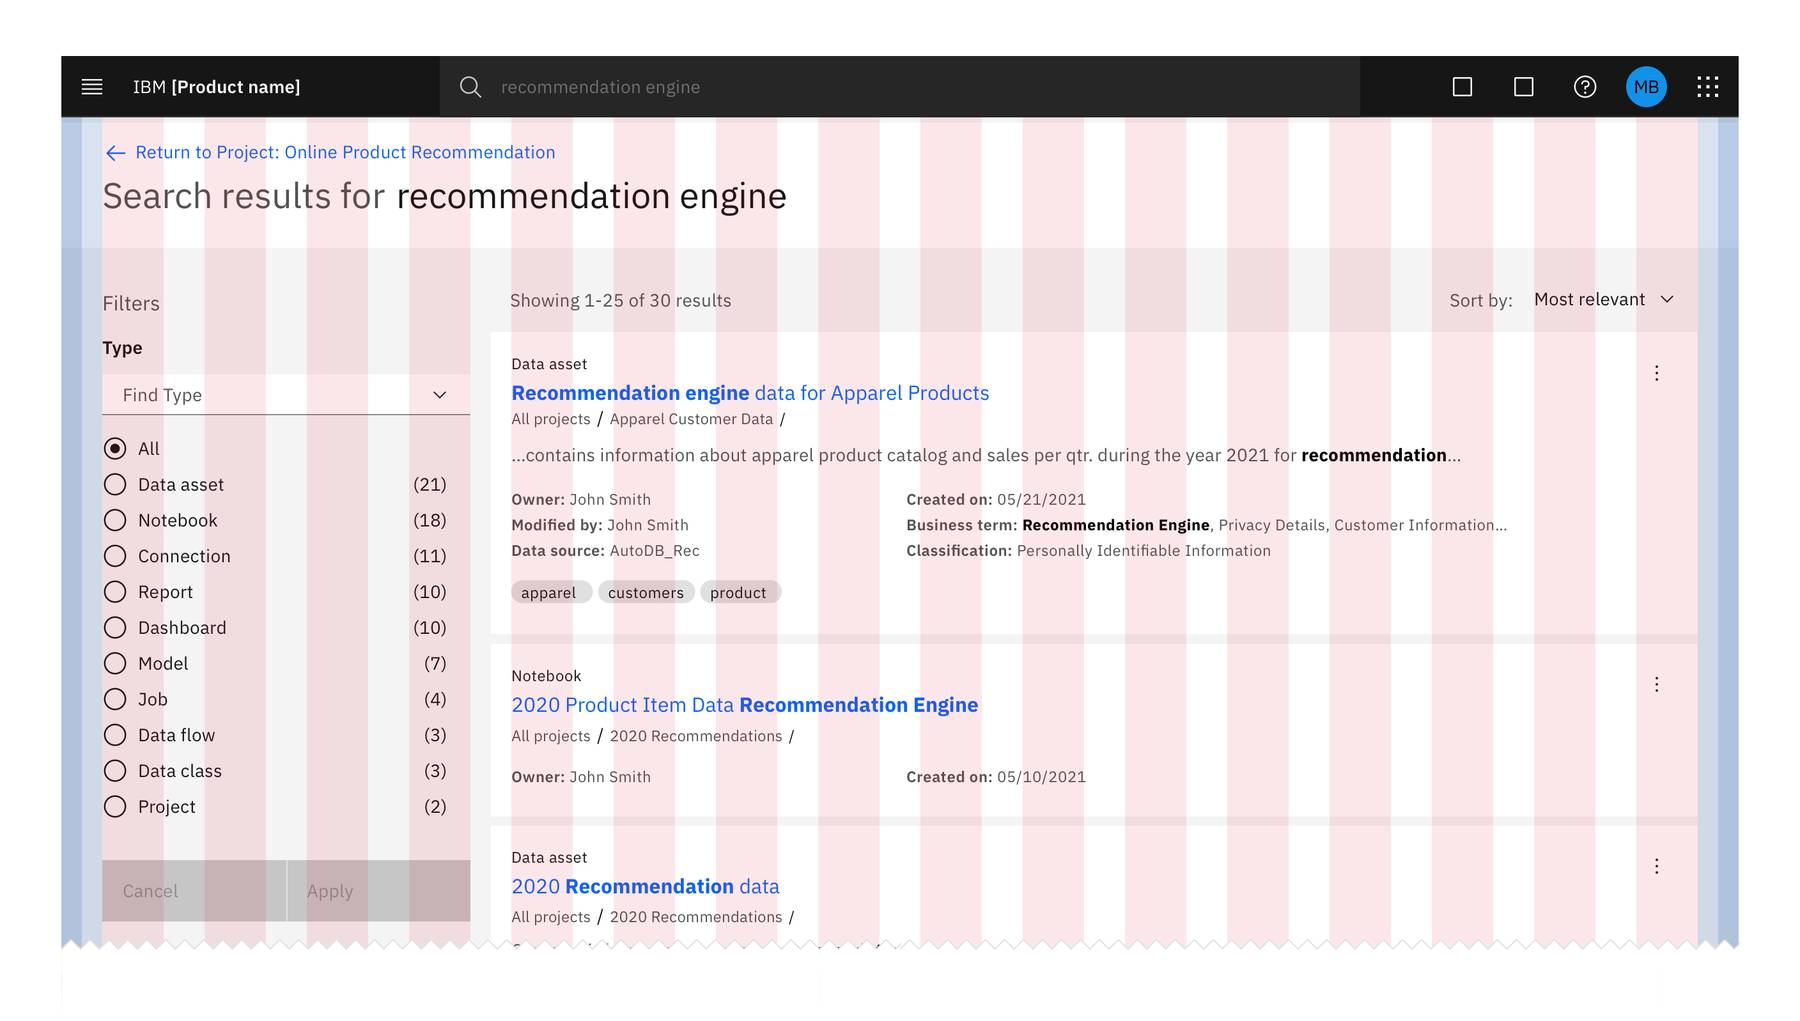 IBM [Product name]
recommendation engine
MB
Return to Project: Online Product Recommendation
Search results for recommendation engine
Filters
Type
Find Type
All
Data asset (21)
Notebook (18)
Connection (11)
Report (10)
Dashboard (10)
Model (7)
Job (4)
Data flow (3)
Data class (3)
Project (2)
Cancel
Apply
Showing 1-25 of 30 results
Sort by: Most relevant
Data asset
Recommendation engine data for Apparel Products
All projects / Apparel Customer Data /
...contains information about apparel product catalog and sales per qtr. during the year 2021 for recommendation...
Owner: John Smith
Modified by: John Smith
Data source: AutoDB_Rec
Created on: 05/21/2021
Business term: Recommendation Engine, Privacy Details, Customer Information...
Classification: Personally Identifiable Information
apparel
customers
product
Notebook
2020 Product Item Data Recommendation Engine
All projects / 2020 Recommendations /
Owner: John Smith
Created on: 05/10/2021
Data asset
2020 Recommendation data
All projects / 2020 Recommendations /